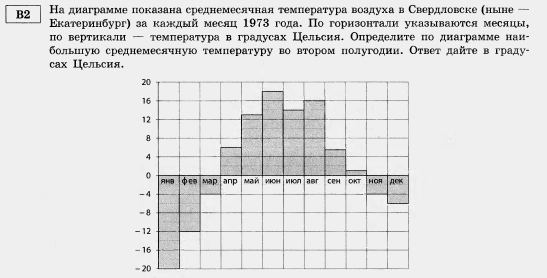 В2
На диаграмме показана среднемесячная температура воздуха в Свердловске (ныне —
Екатеринбург) за каждый месяц 1973 года. По горизонтали указываются месяцы,
по вертикали — температура в градусах Цельсия. Определите по диаграмме наи-
большую среднемесячную температуру во втором полугодии. Ответ дайте в граду-
сах Цельсия.
20
16
12
8
4
0
янв фев мар апр май июн июл авг сен окт ноя дек
−4
−8
−12
−16
−20